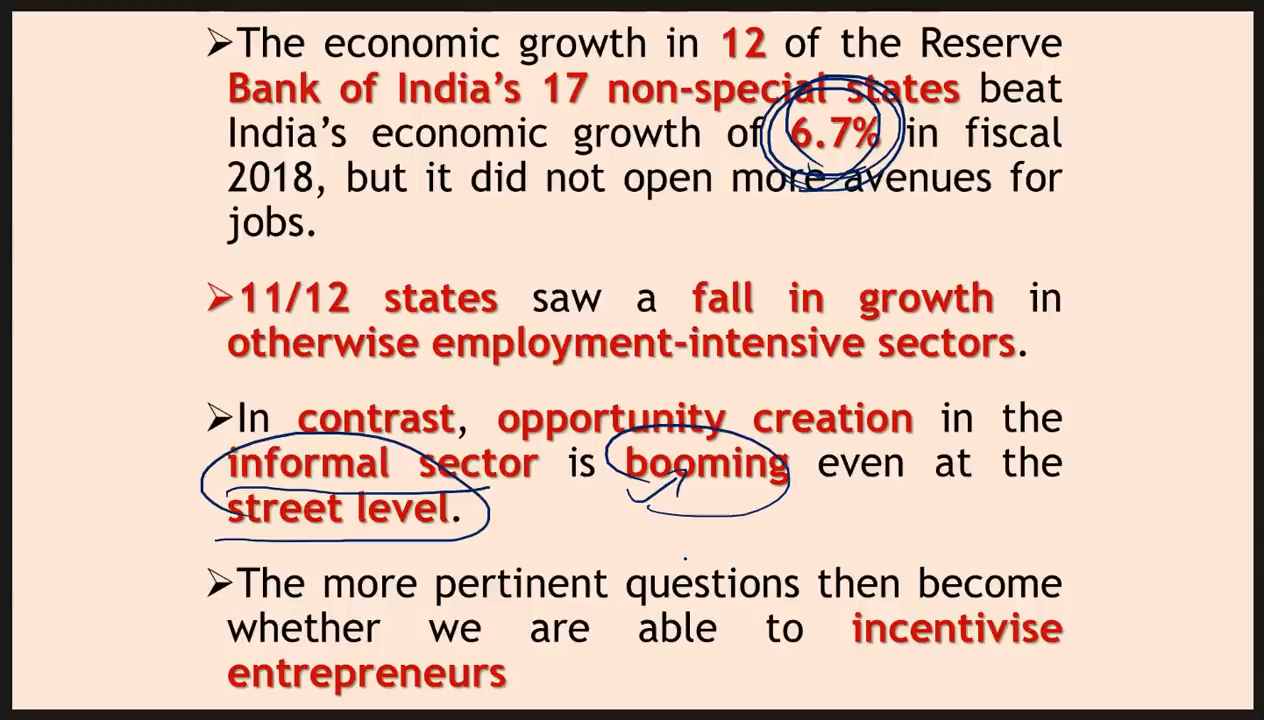 ➢The economic growth in 12 of the Reserve
Bank of India’s 17 non-special states beat
India’s economic growth of 6.7% in fiscal
2018, but it did not open more avenues for
jobs.
➢11/12 states saw a fall in growth in
otherwise employment-intensive sectors.
➢In contrast, opportunity creation in the
informal sector is booming even at the
street level.
➢The more pertinent questions then become
whether we are able to incentivise
entrepreneurs